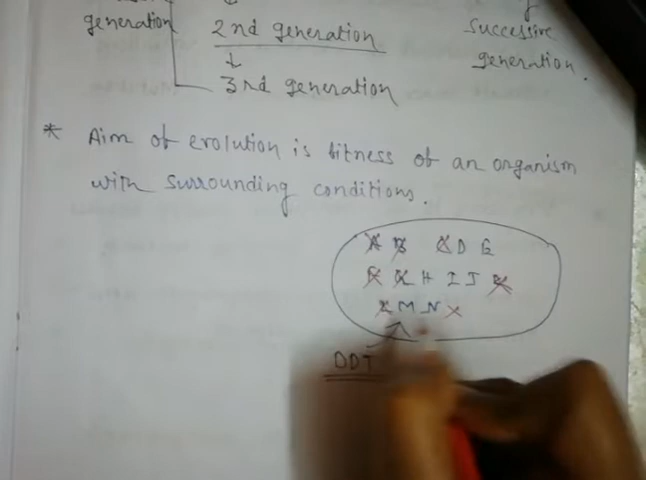 generation
2nd generation
successive
generation.
↓
3rd generation
* Aim of evolution is fitness of an organism
with surrounding conditions.
A B C D E
H I J
M N
DDT